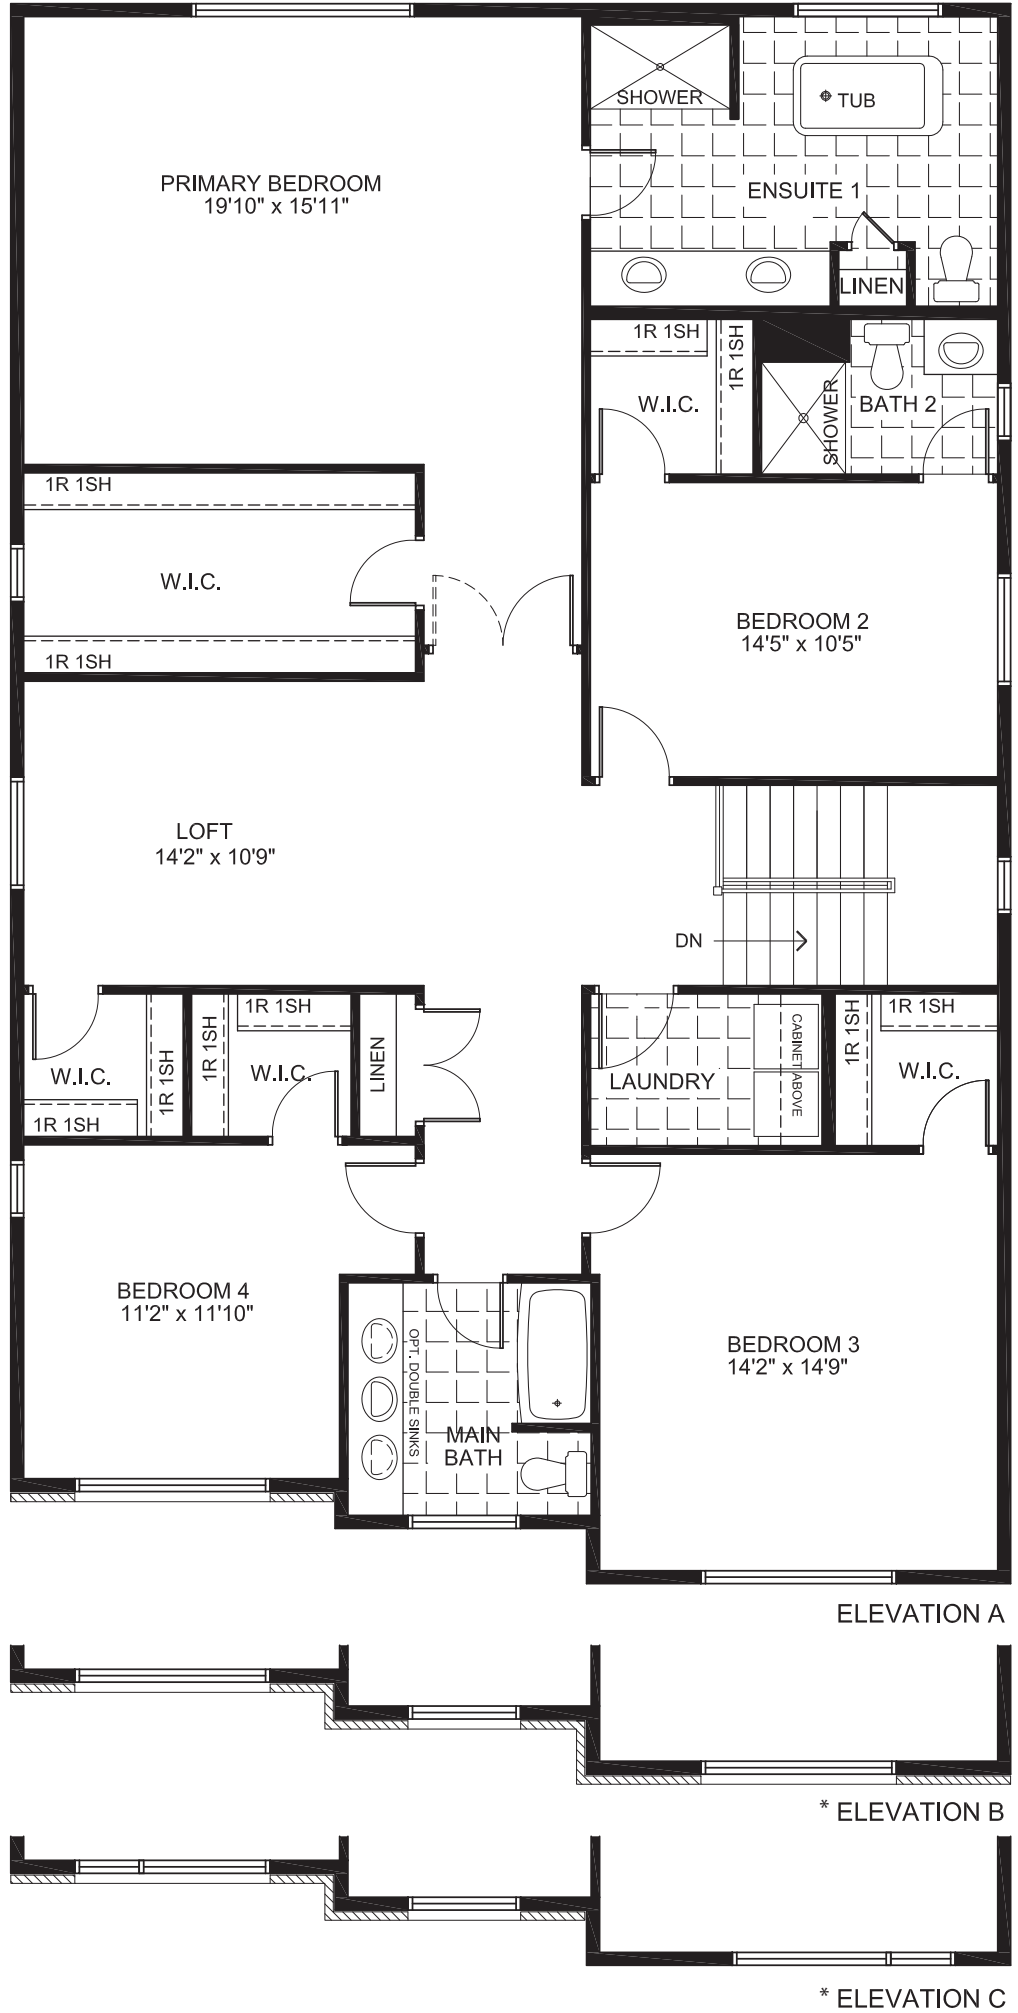 SHOWER
TUB
PRIMARY BEDROOM
19'10" x 15'11"
ENSUITE 1
LINEN
1R 1SH
1R 1SH
W.I.C.
SHOWER
BATH 2
1R 1SH
W.I.C.
1R 1SH
BEDROOM 2
14'5" x 10'5"
LOFT
14'2" x 10'9"
DN
W.I.C.
1R 1SH
1R 1SH
1R 1SH
1R 1SH
W.I.C.
LINEN
LAUNDRY
CABINET ABOVE
1R 1SH
1R 1SH
W.I.C.
BEDROOM 4
11'2" x 11'10"
OPT. DOUBLE SINKS
MAIN
BATH
BEDROOM 3
14'2" x 14'9"
ELEVATION A
* ELEVATION B
* ELEVATION C